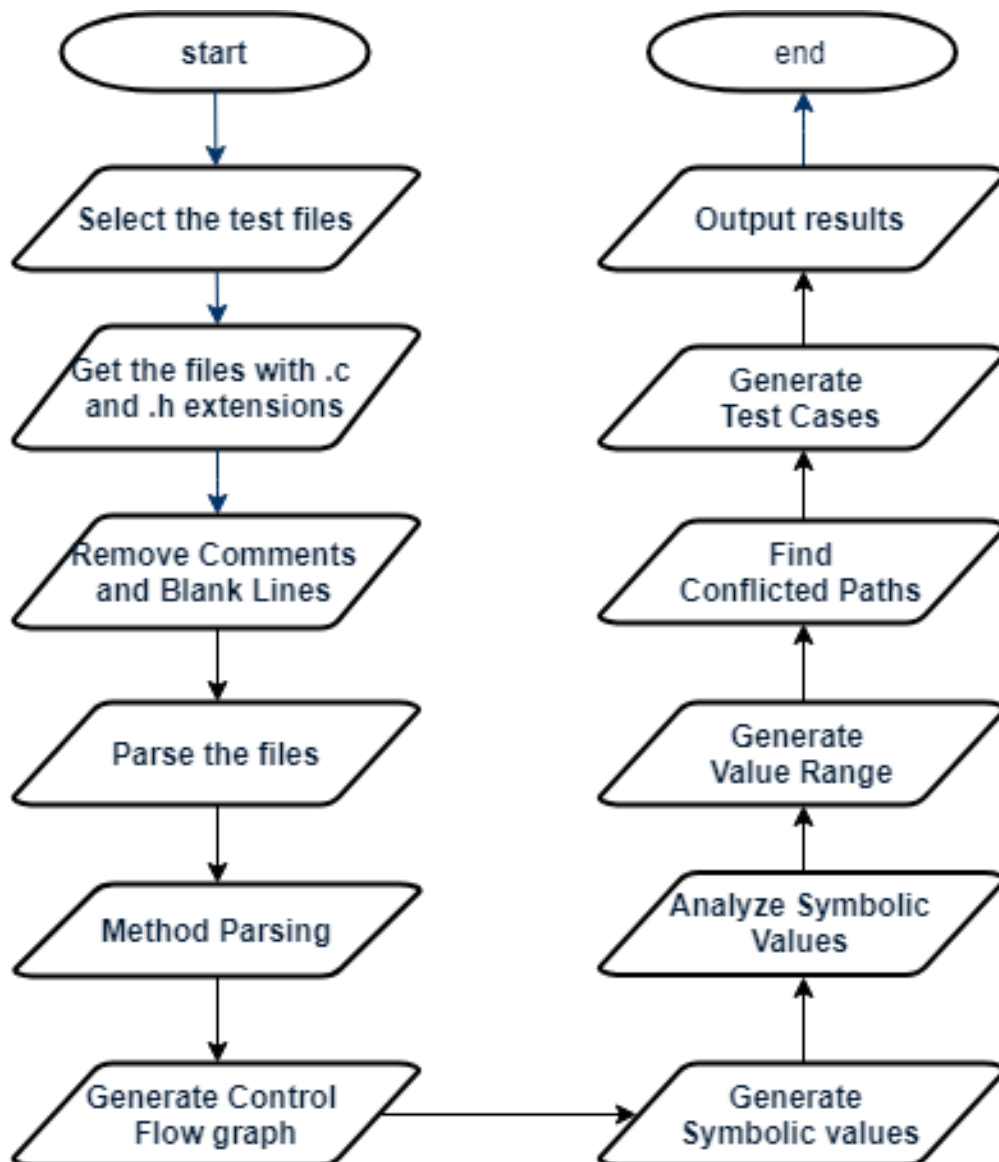 start
Select the test files
Get the files with .c
and .h extensions
Remove Comments
and Blank Lines
Parse the files
Method Parsing
Generate Control
Flow graph
Generate
Symbolic values
Analyze Symbolic
Values
Generate
Value Range
Find
Conflicted Paths
Generate
Test Cases
Output results
end